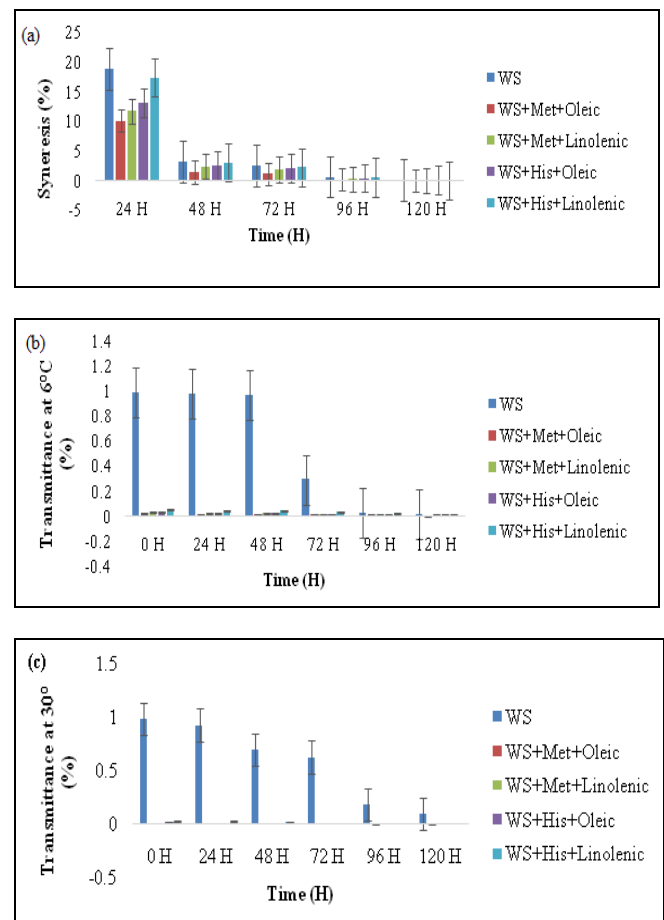 (a)
25
20
15
10
5
0
-5
Syneresis (%)
24 H 48 H 72 H 96 H 120 H
Time (H)
WS
WS+Met+Oleic
WS+Met+Linolenic
WS+His+Oleic
WS+His+Linolenic
(b)
1.4
1.2
1
0.8
0.6
0.4
0.2
0
-0.2
-0.4
Transmittance at 6°C
(%)
0 H 24 H 48 H 72 H 96 H 120 H
Time (H)
WS
WS+Met+Oleic
WS+Met+Linolenic
WS+His+Oleic
WS+His+Linolenic
(c)
1.5
1
0.5
0
-0.5
Transmittance at 30°
(%)
0 H 24 H 48 H 72 H 96 H 120 H
Time (H)
WS
WS+Met+Oleic
WS+Met+Linolenic
WS+His+Oleic
WS+His+Linolenic